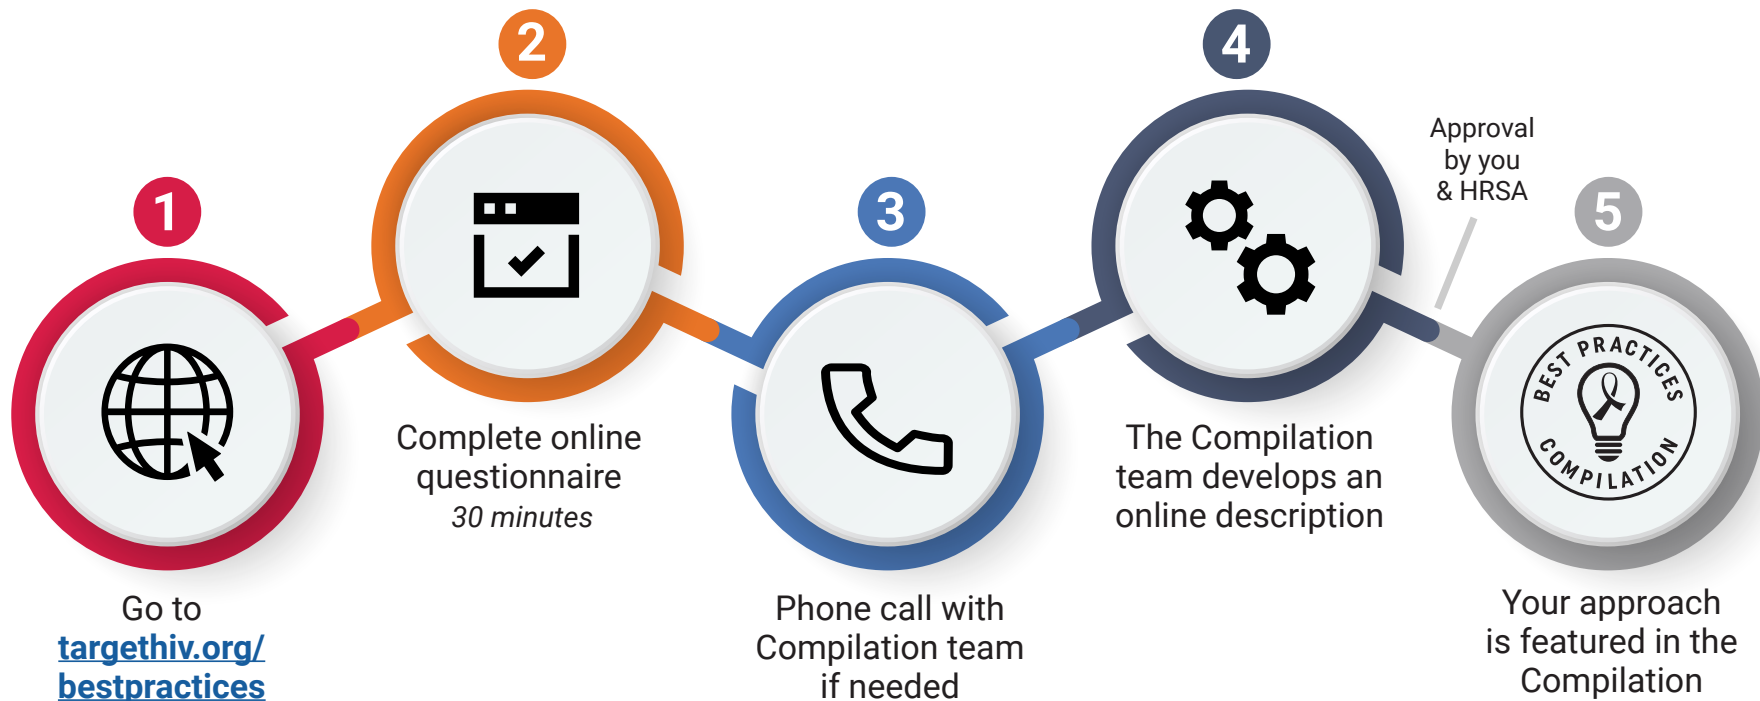 1
Go to
targethiv.org/
bestpractices
2
Complete online
questionnaire
30 minutes
3
Phone call with
Compilation team
if needed
4
The Compilation
team develops an
online description
Approval
by you
& HRSA
5
BEST PRACTICES
COMPILATION
Your approach
is featured in the
Compilation